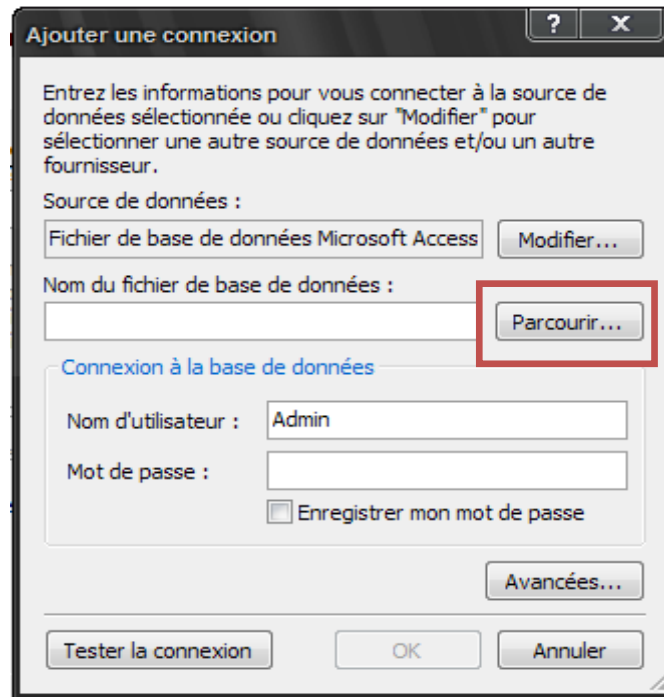 Ajouter une connexion
? X
Entrez les informations pour vous connecter à la source de
données sélectionnée ou cliquez sur "Modifier" pour
sélectionner une autre source de données et/ou un autre
fournisseur.
Source de données :
Fichier de base de données Microsoft Access Modifier...
Nom du fichier de base de données :
Parcourir...
Connexion à la base de données
Nom d'utilisateur : Admin
Mot de passe :
Enregistrer mon mot de passe
Avancées...
Tester la connexion OK Annuler